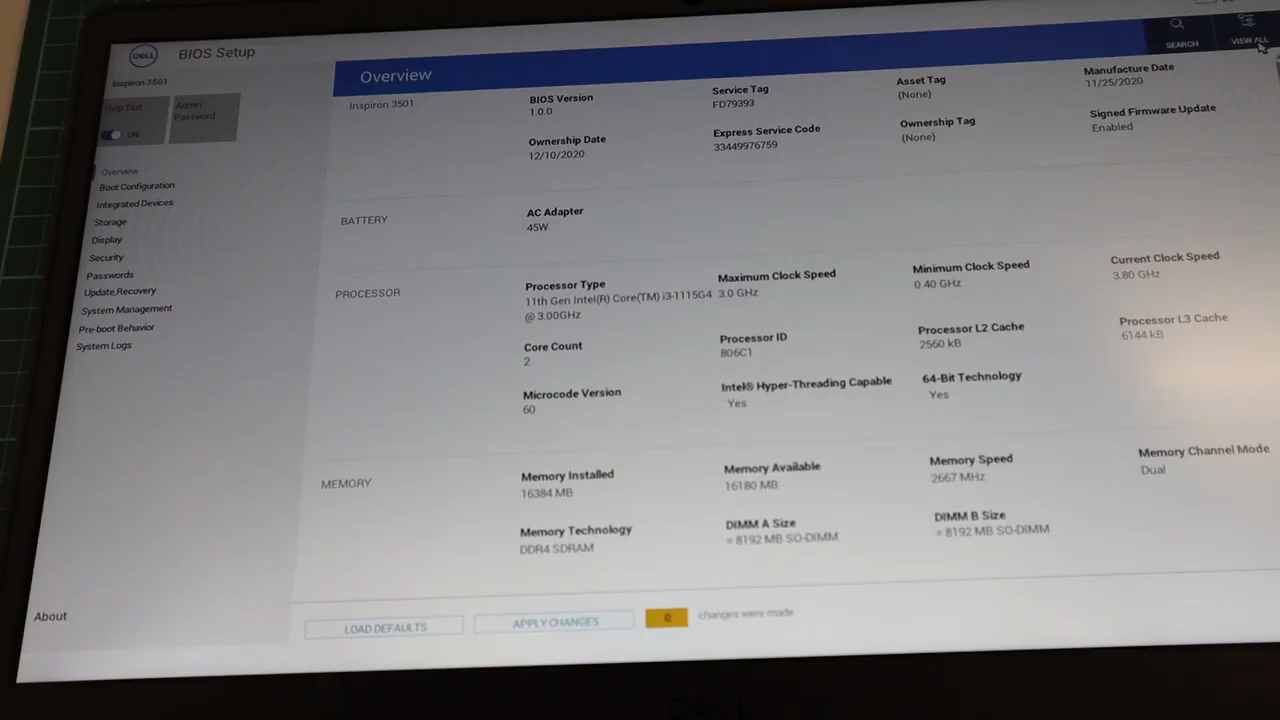 DELL
BIOS Setup
Inspiron 3501
Help Text
ON
Admin
Password
Overview
Boot Configuration
Integrated Devices
Storage
Display
Security
Passwords
Update,Recovery
System Management
Pre-boot Behavior
System Logs
About
Overview
SEARCH
VIEW ALL
Inspiron 3501
BIOS Version
1.0.0
Service Tag
FD79393
Asset Tag
(None)
Manufacture Date
11/25/2020
Ownership Date
12/10/2020
Express Service Code
33449976759
Ownership Tag
(None)
Signed Firmware Update
Enabled
BATTERY
AC Adapter
45W
PROCESSOR
Processor Type
11th Gen Intel(R) Core(TM) i3-1115G4
@ 3.00GHz
Maximum Clock Speed
3.0 GHz
Minimum Clock Speed
0.40 GHz
Current Clock Speed
3.80 GHz
Core Count
2
Processor ID
806C1
Processor L2 Cache
2560 kB
Processor L3 Cache
6144 kB
Microcode Version
60
Intel® Hyper-Threading Capable
Yes
64-Bit Technology
Yes
MEMORY
Memory Installed
16384 MB
Memory Available
16180 MB
Memory Speed
2667 MHz
Memory Channel Mode
Dual
Memory Technology
DDR4 SDRAM
DIMM A Size
= 8192 MB SO-DIMM
DIMM B Size
= 8192 MB SO-DIMM
LOAD DEFAULTS
APPLY CHANGES
0
changes were made
DELL